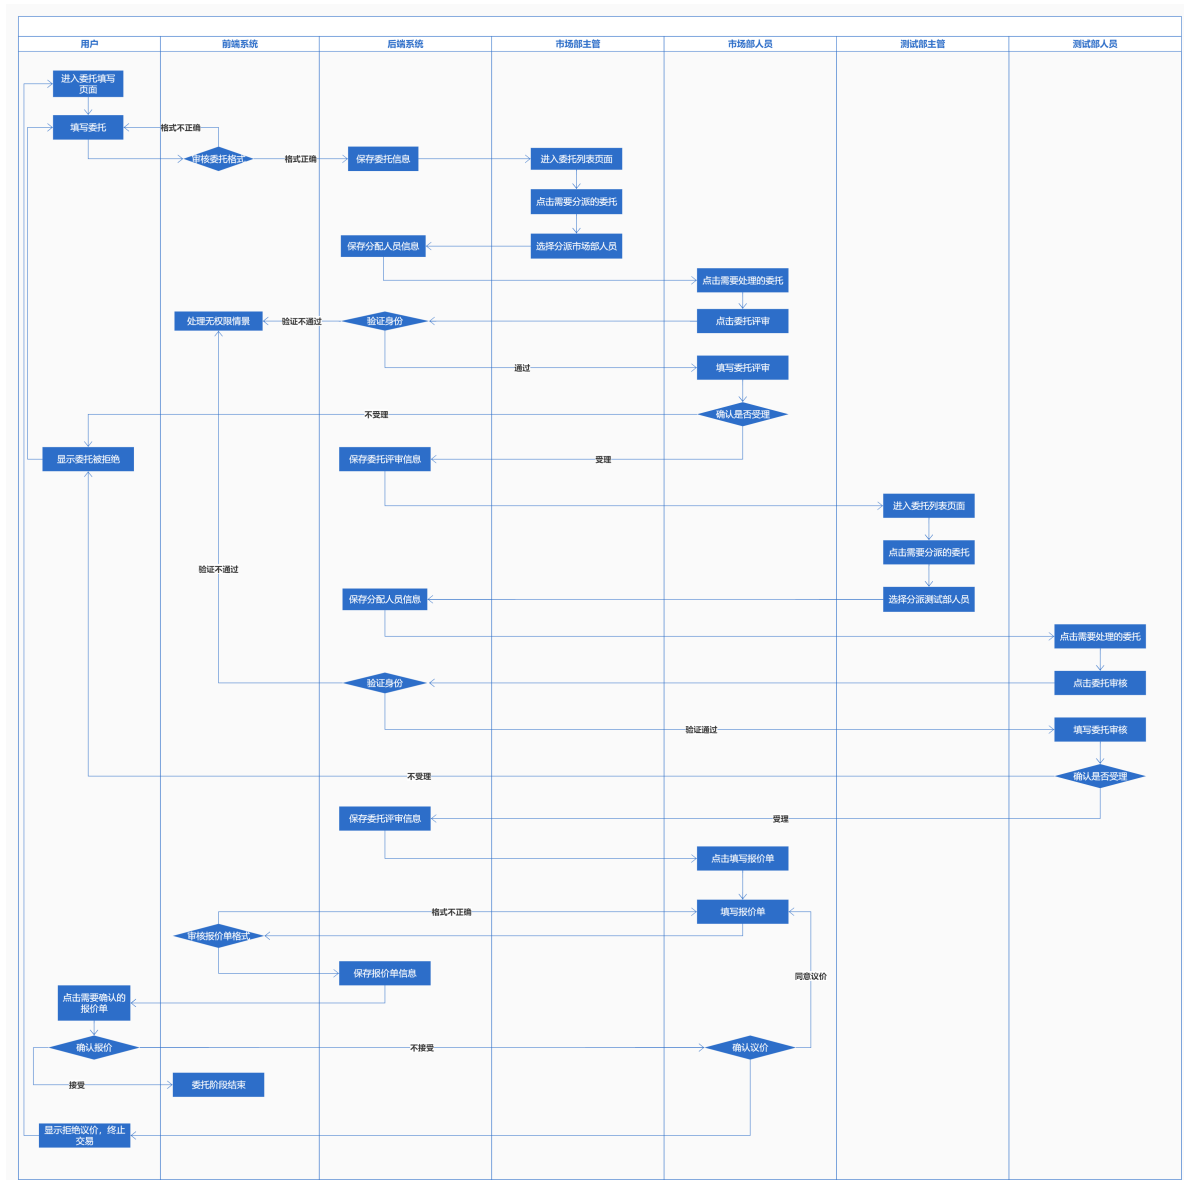 用户
前端系统
后端系统
市场部主管
市场部人员
测试部主管
测试部人员
进入委托填写
页面
填写委托
格式不正确
审核委托格式
格式正确
保存委托信息
进入委托列表页面
点击需要分派的委托
保存分配人员信息
选择分派市场部人员
点击需要处理的委托
处理无权限情景
验证不通过
验证身份
点击委托评审
通过
填写委托评审
不受理
确认是否受理
显示委托被拒绝
保存委托评审信息
受理
进入委托列表页面
点击需要分派的委托
验证不通过
保存分配人员信息
选择分派测试部人员
点击需要处理的委托
验证身份
点击委托审核
验证通过
填写委托审核
不受理
确认是否受理
保存委托评审信息
受理
点击填写报价单
格式不正确
填写报价单
审核报价单格式
保存报价单信息
同意议价
点击需要确认的
报价单
确认报价
不接受
确认议价
接受
委托阶段结束
显示拒绝议价，终止
交易